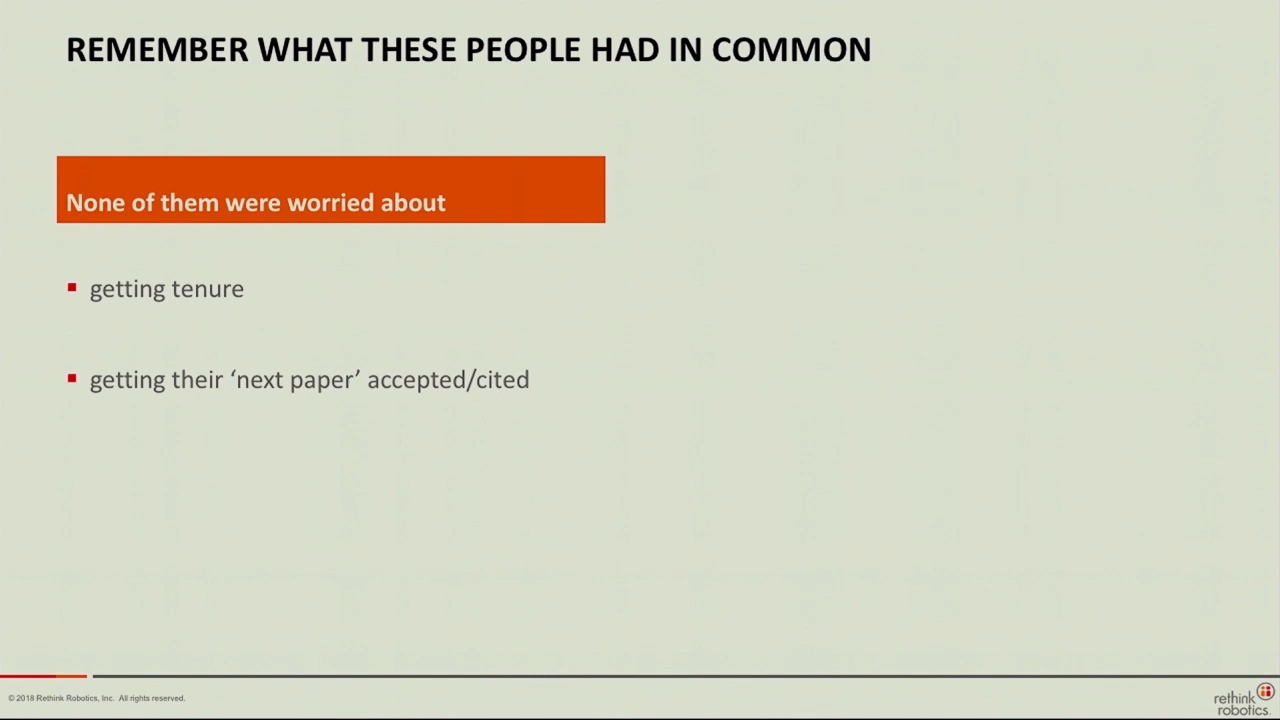 REMEMBER WHAT THESE PEOPLE HAD IN COMMON
None of them were worried about
▪ getting tenure
▪ getting their ‘next paper’ accepted/cited
© 2018 Rethink Robotics, Inc. All rights reserved.
rethink
robotics.